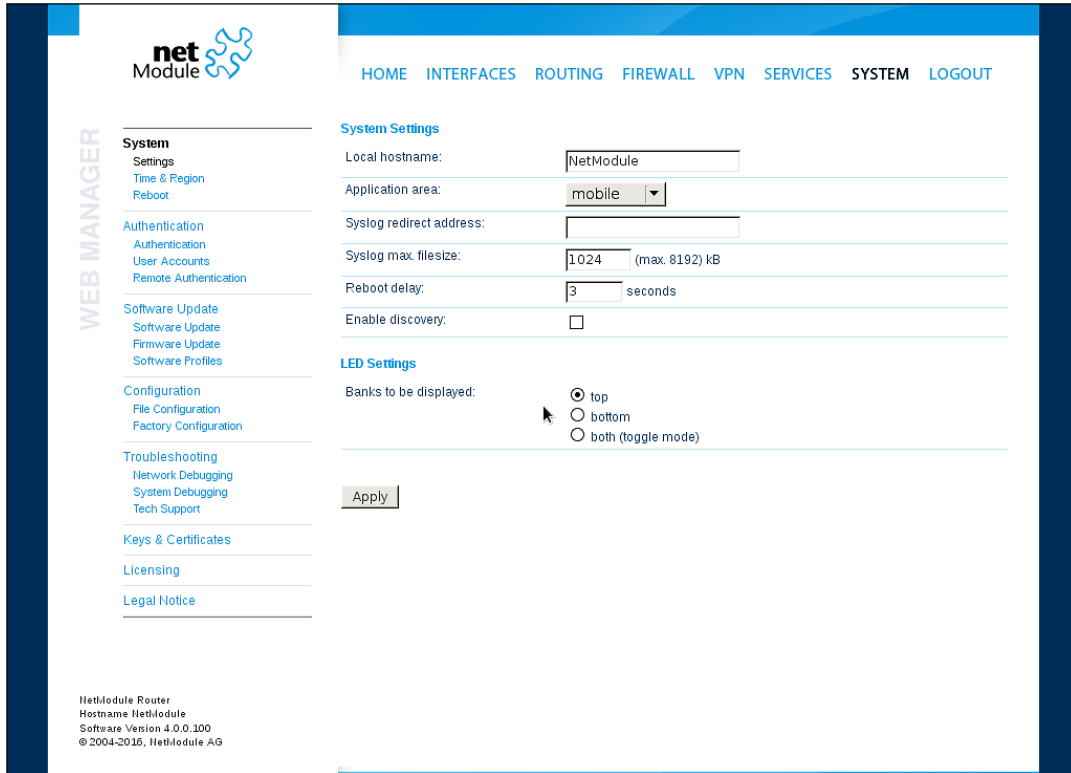 net
Module
HOME INTERFACES ROUTING FIREWALL VPN SERVICES SYSTEM LOGOUT
WEB MANAGER
System
Settings
Time & Region
Reboot
Authentication
Authentication
User Accounts
Remote Authentication
Software Update
Software Update
Firmware Update
Software Profiles
Configuration
File Configuration
Factory Configuration
Troubleshooting
Network Debugging
System Debugging
Tech Support
Keys & Certificates
Licensing
Legal Notice
System Settings
Local hostname: NetModule
Application area: mobile
Syslog redirect address:
Syslog max. filesize: 1024 (max. 8192) kB
Reboot delay: 3 seconds
Enable discovery:
LED Settings
Banks to be displayed: top
bottom
both (toggle mode)
Apply
NetModule Router
Hostname NetModule
Software Version 4.0.0.100
© 2004-2016, NetModule AG